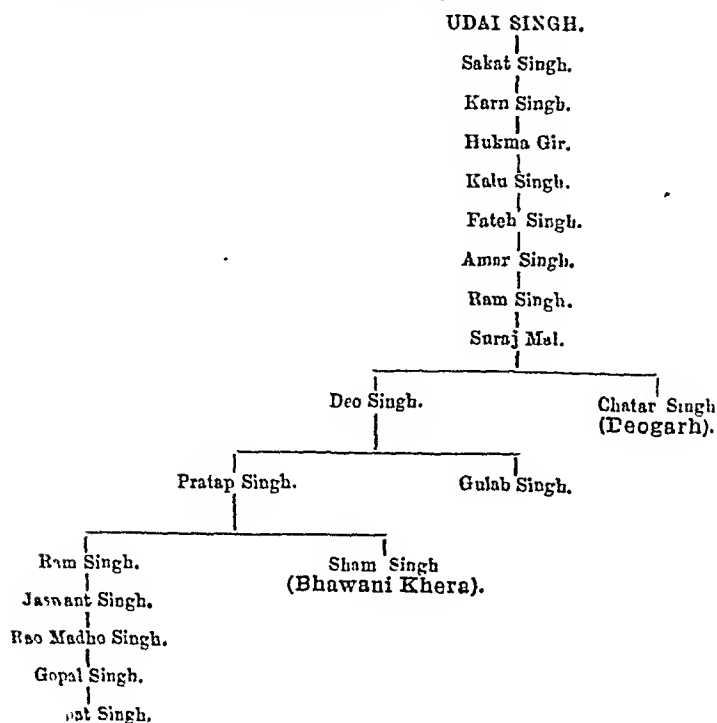 UDAI SINGH.
Sakat Singh.
Karn Singh.
Hukma Gir.
Kalu Singh.
Fateh Singh.
Amar Singh.
Ram Singh.
Suraj Mal.
Deo Singh.
Chatar Singh
(Deogarh).
Pratap Singh.
Gulab Singh.
Ram Singh.
Sham Singh
(Bhawani Khera).
Jaswant Singh.
Rao Madho Singh.
Gopal Singh.
Singh.